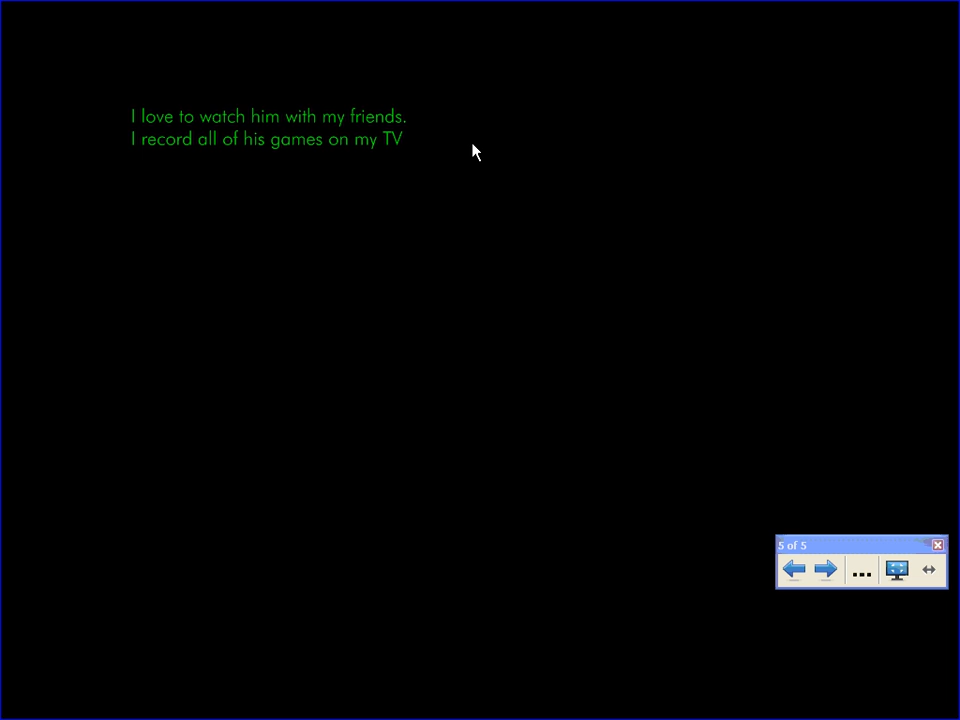 I love to watch him with my friends.
I record all of his games on my TV
5 of 5